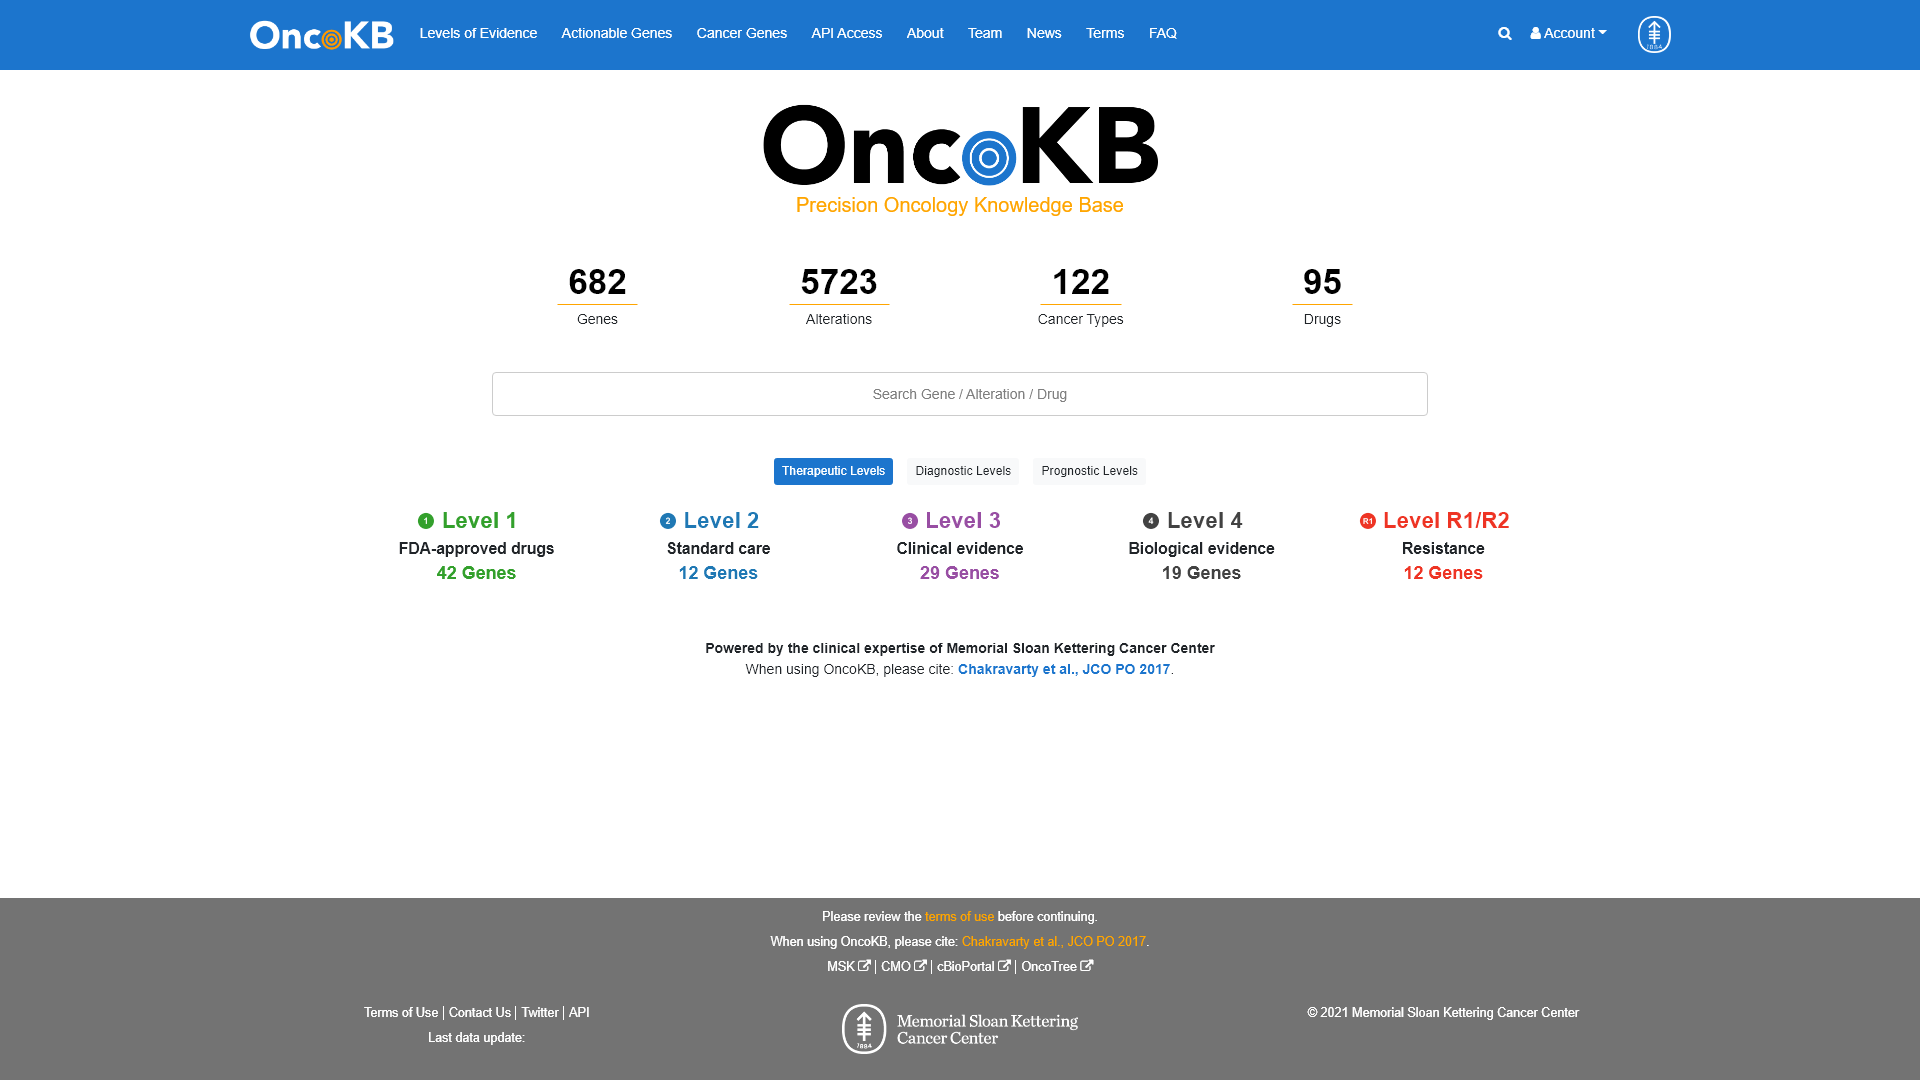 OncoKB Levels of Evidence Actionable Genes Cancer Genes API Access About Team News Terms FAQ Account 1884
OncoKB
Precision Oncology Knowledge Base
682 5723 122 95
Genes Alterations Cancer Types Drugs
Search Gene / Alteration / Drug
Therapeutic Levels Diagnostic Levels Prognostic Levels
1 Level 1 2 Level 2 3 Level 3 4 Level 4 R1 Level R1/R2
FDA-approved drugs Standard care Clinical evidence Biological evidence Resistance
42 Genes 12 Genes 29 Genes 19 Genes 12 Genes
Powered by the clinical expertise of Memorial Sloan Kettering Cancer Center
When using OncoKB, please cite: Chakravarty et al., JCO PO 2017.
Please review the terms of use before continuing.
When using OncoKB, please cite: Chakravarty et al., JCO PO 2017.
MSK | CMO | cBioPortal | OncoTree
Terms of Use | Contact Us | Twitter | API
Last data update:
1884
Memorial Sloan Kettering
Cancer Center
© 2021 Memorial Sloan Kettering Cancer Center